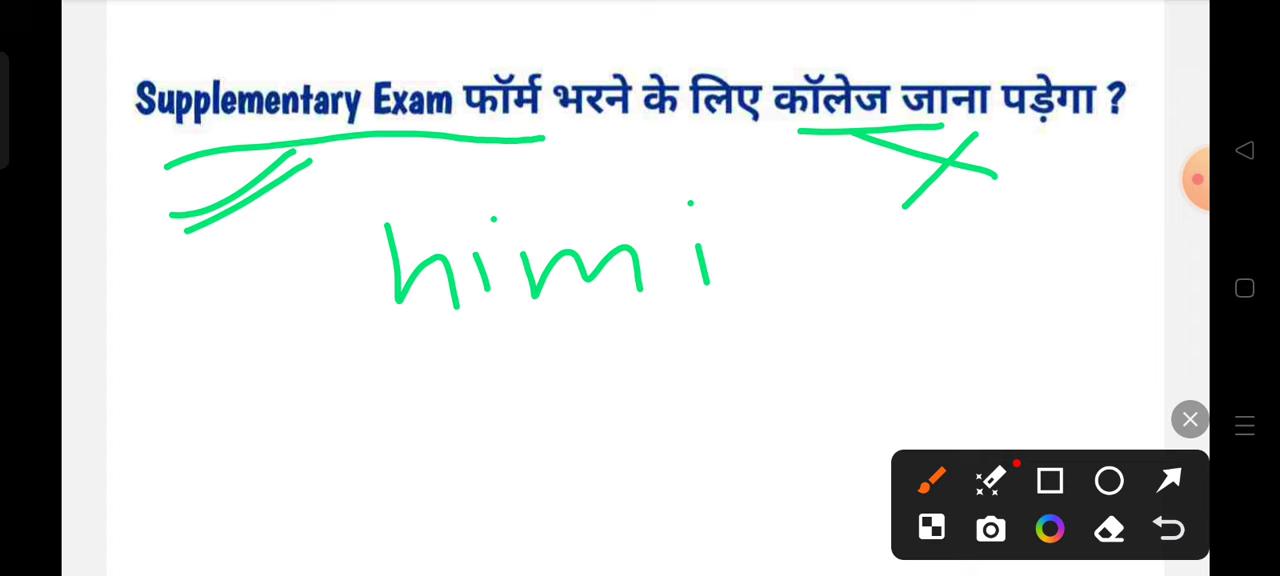 Supplementary Exam फॉर्म भरने के लिए कॉलेज जाना पड़ेगा ?
himi